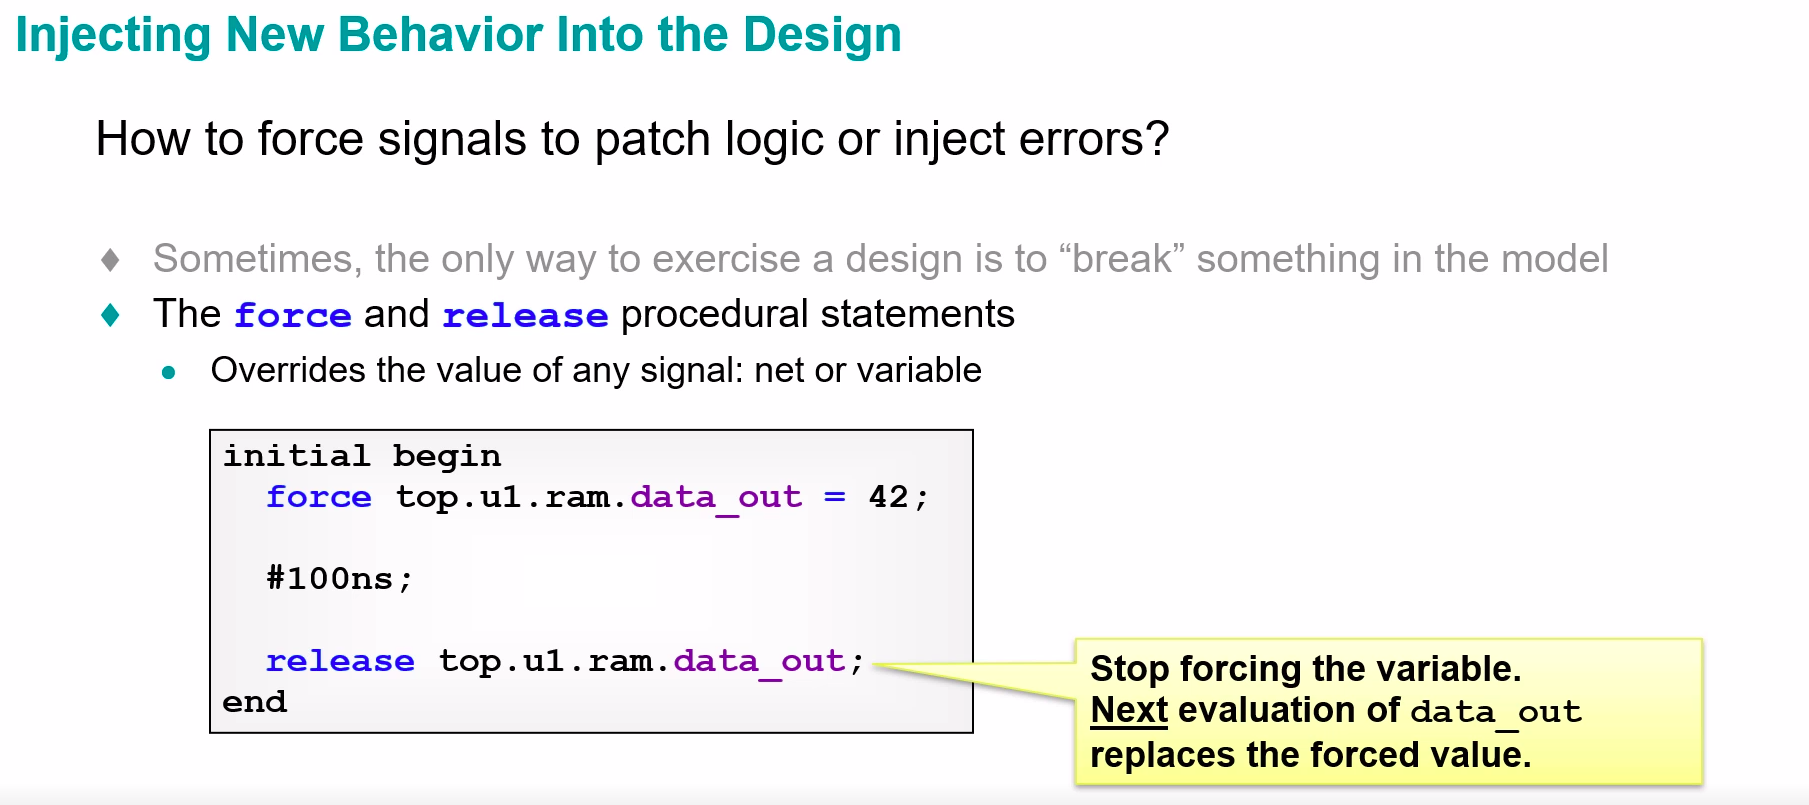 Injecting New Behavior Into the Design
How to force signals to patch logic or inject errors?
♦ Sometimes, the only way to exercise a design is to “break” something in the model
♦ The force and release procedural statements
• Overrides the value of any signal: net or variable
initial begin
force top.u1.ram.data_out = 42;
#100ns;
release top.u1.ram.data_out;
end
Stop forcing the variable.
Next evaluation of data_out
replaces the forced value.